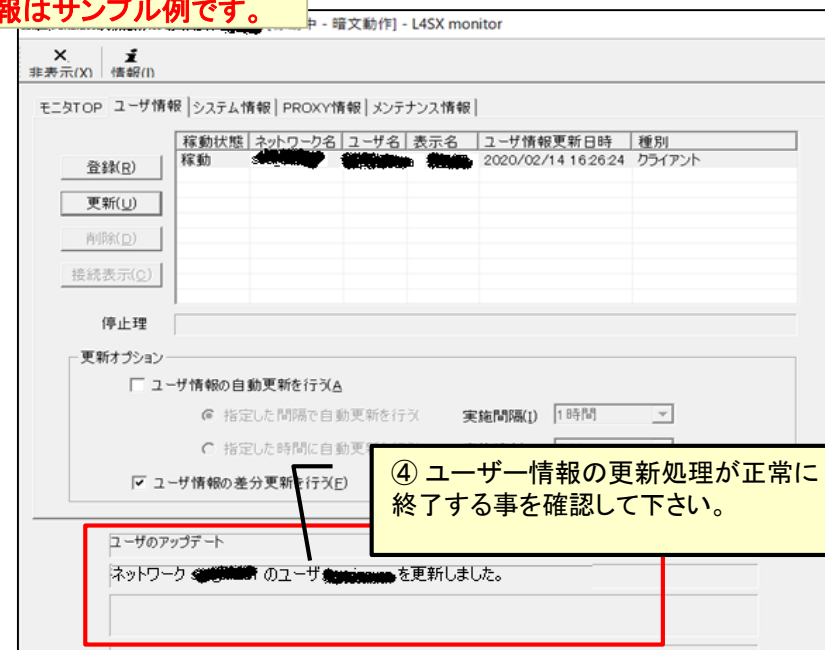 報はサンプル例です。
中 - 暗文動作] - L4SX monitor
×
非表示(X) 情報(I)
モニタTOP ユーザ情報 システム情報 PROXY情報 メンテナンス情報
稼動状態 ネットワーク名 ユーザ名 表示名 ユーザ情報更新日時 種別
稼動 2020/02/14 16:26:24 クライアント
登録(R)
更新(U)
削除(D)
接続表示(C)
停止理
更新オプション
ユーザ情報の自動更新を行う(A
指定した間隔で自動更新を行う( 実施間隔(I) 1時間
指定した時間に自動更
ユーザ情報の差分更新を行う(F)
④ ユーザー情報の更新処理が正常に
終了する事を確認して下さい。
ユーザのアップデート
ネットワーク のユーザ を更新しました。